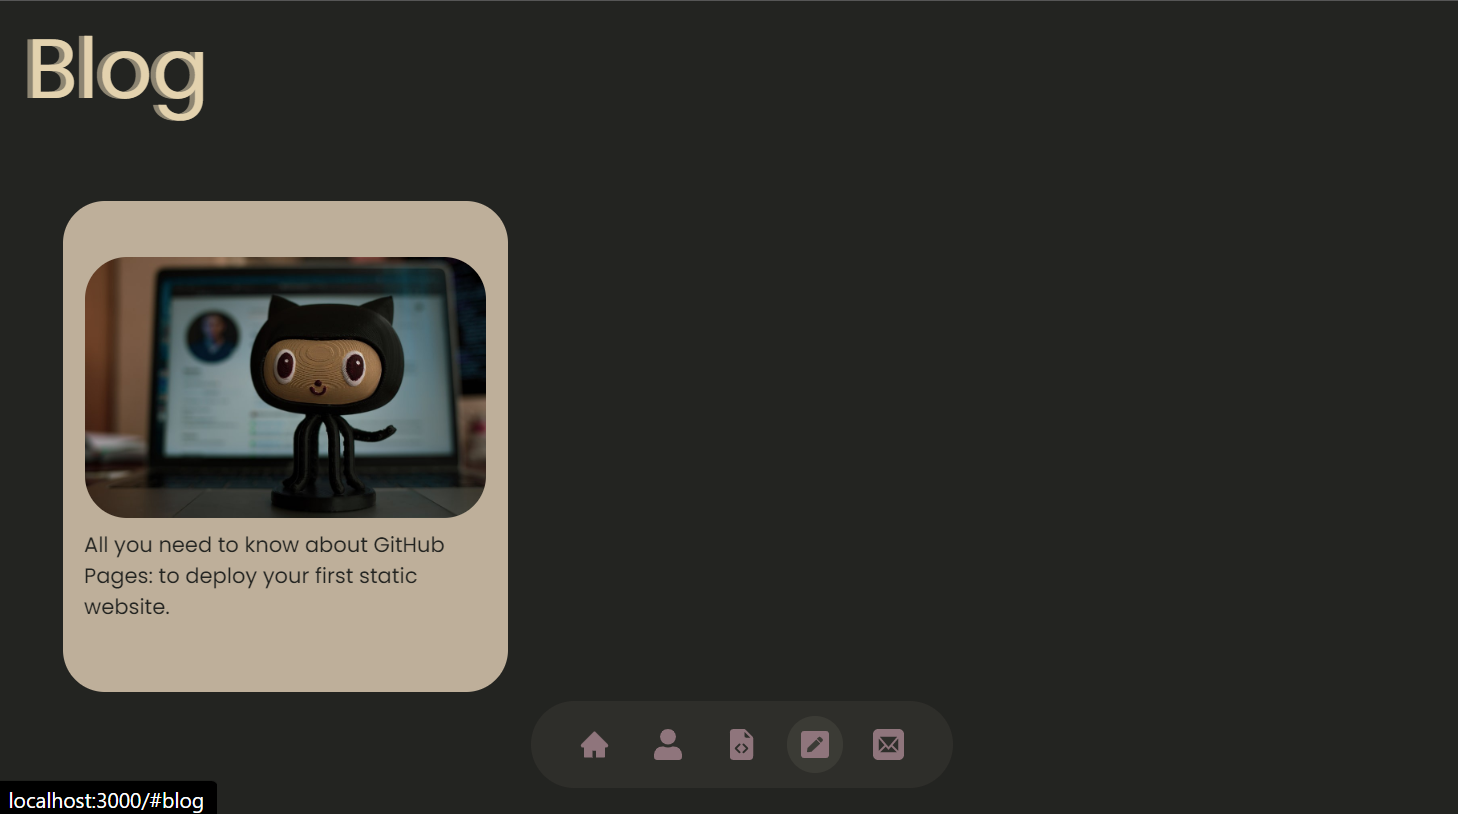 Blog
All you need to know about GitHub
Pages: to deploy your first static
website.
localhost:3000/#blog